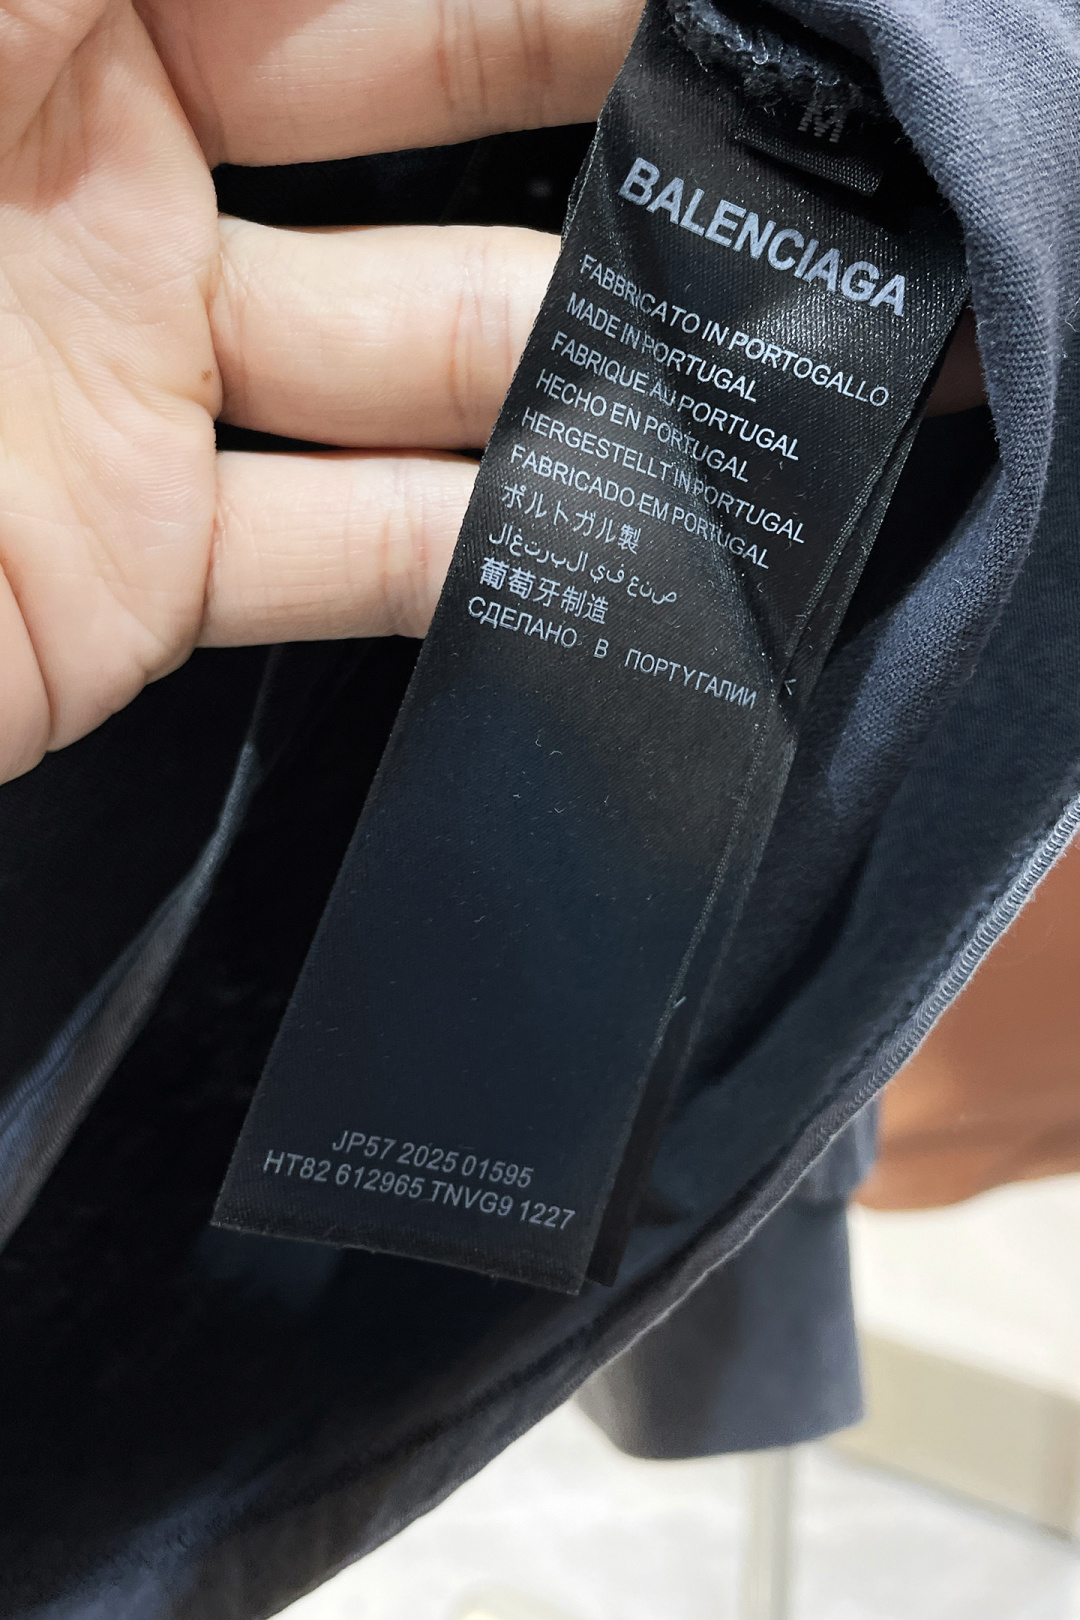 M
BALENCIAGA
FABBRICATO IN PORTOGALLO
MADE IN PORTUGAL
FABRIQUE AU PORTUGAL
HECHO EN PORTUGAL
HERGESTELLT IN PORTUGAL
FABRICADO EM PORTUGAL
ポルトガル製
صنع في البرتغال
葡萄牙制造
СДЕЛАНО В ПОРТУГАЛИИ
JP57 2025 01595
HT82 612965 TNVG9 1227